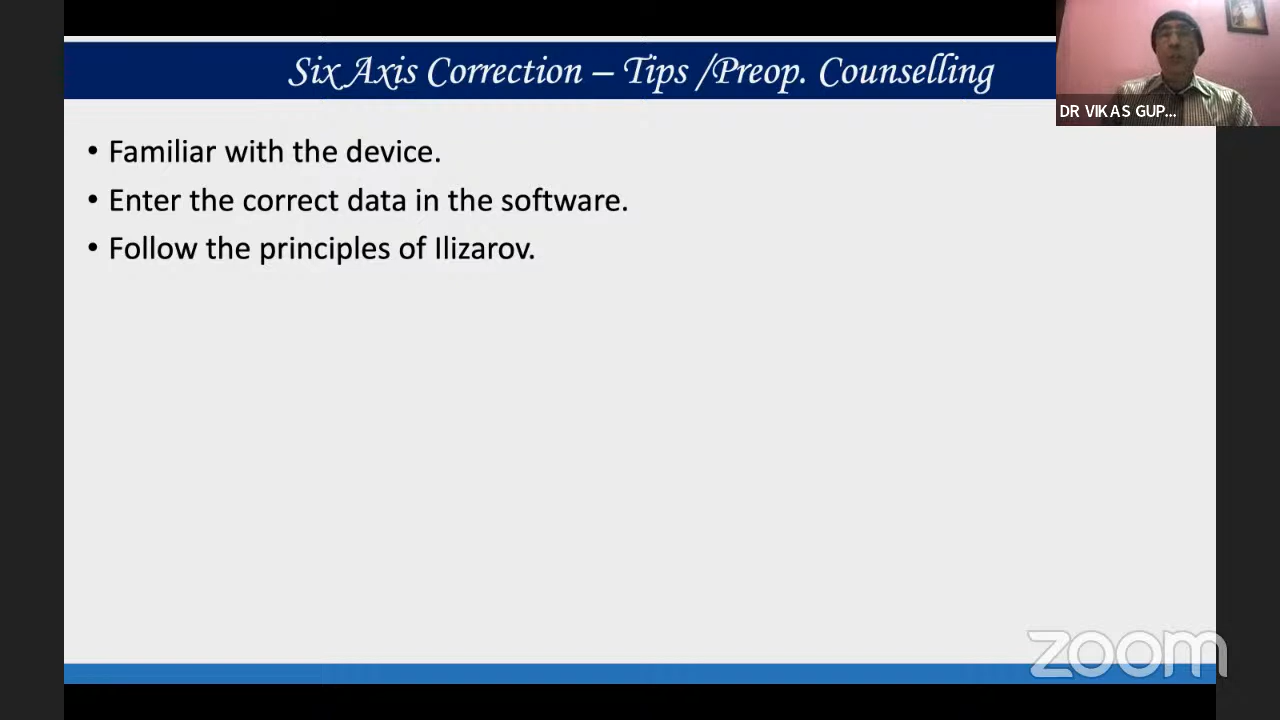 Six Axis Correction – Tips /Preop. Counselling
DR VIKAS GUP...
• Familiar with the device.
• Enter the correct data in the software.
• Follow the principles of Ilizarov.
zoom